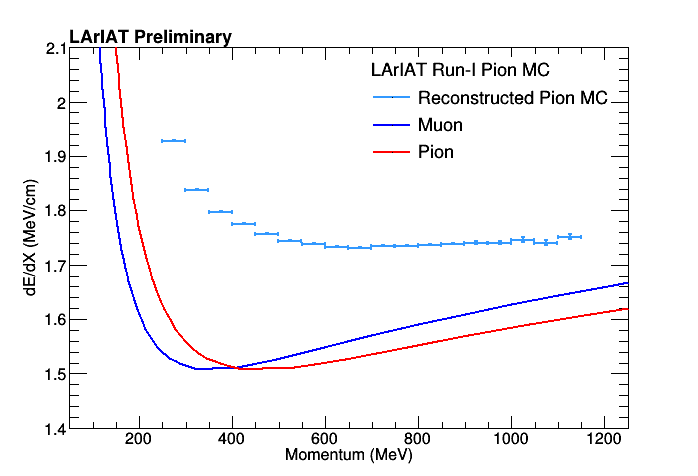 LArIAT Preliminary
LArIAT Run-I Pion MC
Reconstructed Pion MC
Muon
Pion
2.1
2
1.9
1.8
1.7
1.6
1.5
1.4
dE/dX (MeV/cm)
200 400 600 800 1000 1200
Momentum (MeV)